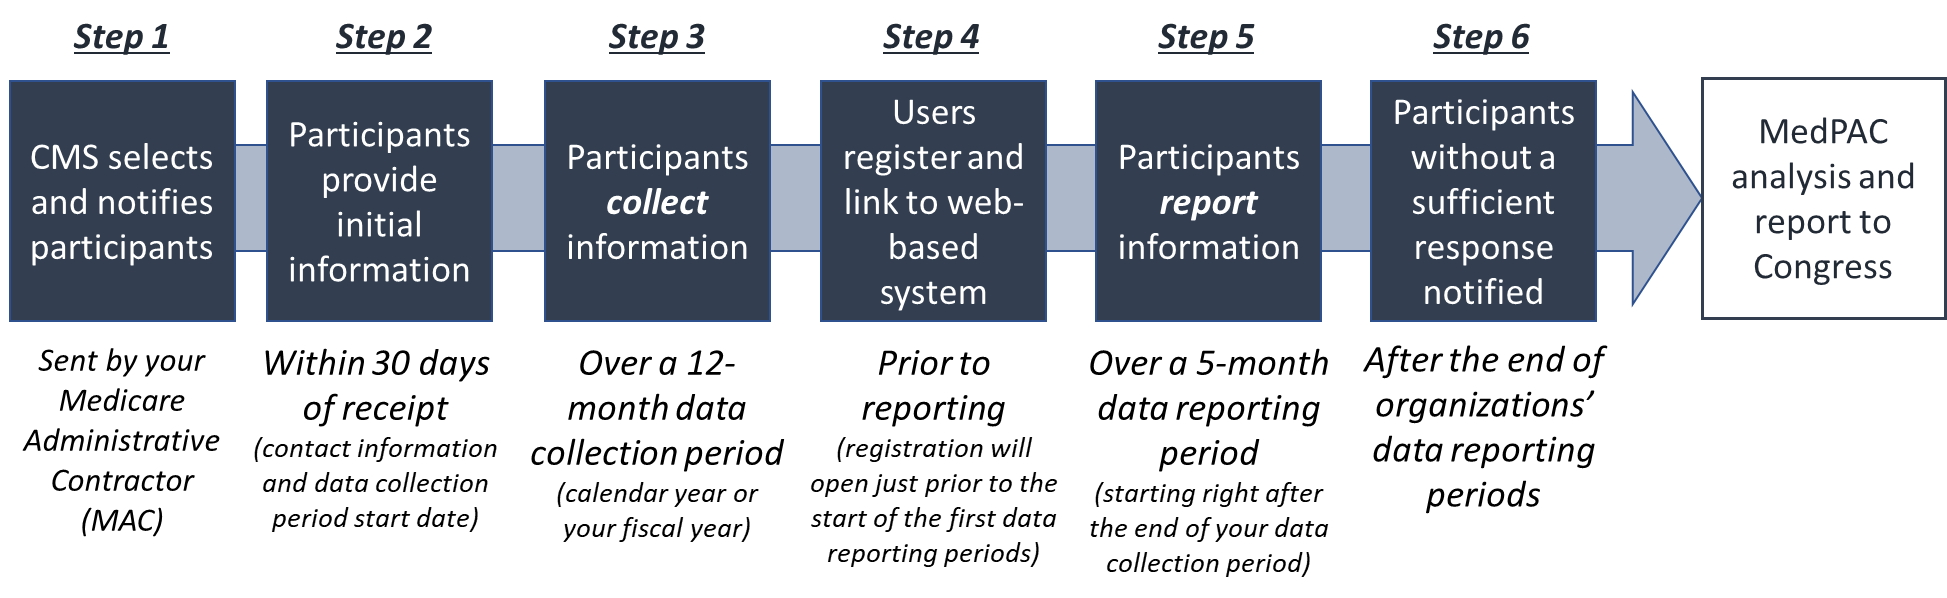 Step 1
CMS selects
and notifies
participants
Sent by your
Medicare
Administrative
Contractor
(MAC)
Step 2
Participants
provide
initial
information
Within 30 days
of receipt
(contact information
and data collection
period start date)
Step 3
Participants
collect
information
Over a 12-
month data
collection period
(calendar year or
your fiscal year)
Step 4
Users
register and
link to web-
based
system
Prior to
reporting
(registration will
open just prior to the
start of the first data
reporting periods)
Step 5
Participants
report
information
Over a 5-month
data reporting
period
(starting right after
the end of your data
collection period)
Step 6
Participants
without a
sufficient
response
notified
After the end of
organizations’
data reporting
periods
MedPAC
analysis and
report to
Congress